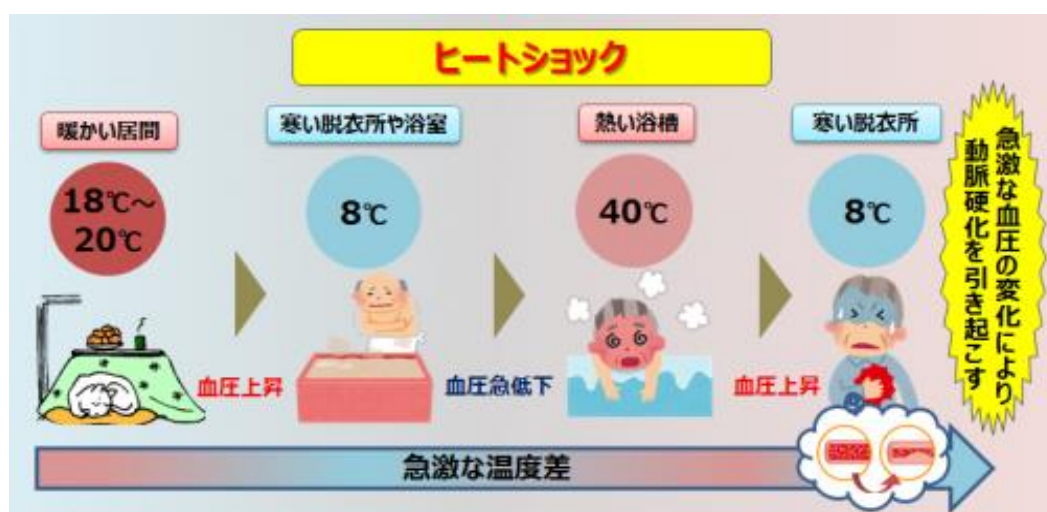 ヒートショック
暖かい居間
寒い脱衣所や浴室
熱い浴槽
寒い脱衣所
18℃～
20℃
8℃
40℃
8℃
血圧上昇
血圧急低下
血圧上昇
急激な血圧の変化により
動脈硬化を引き起こす
急激な温度差